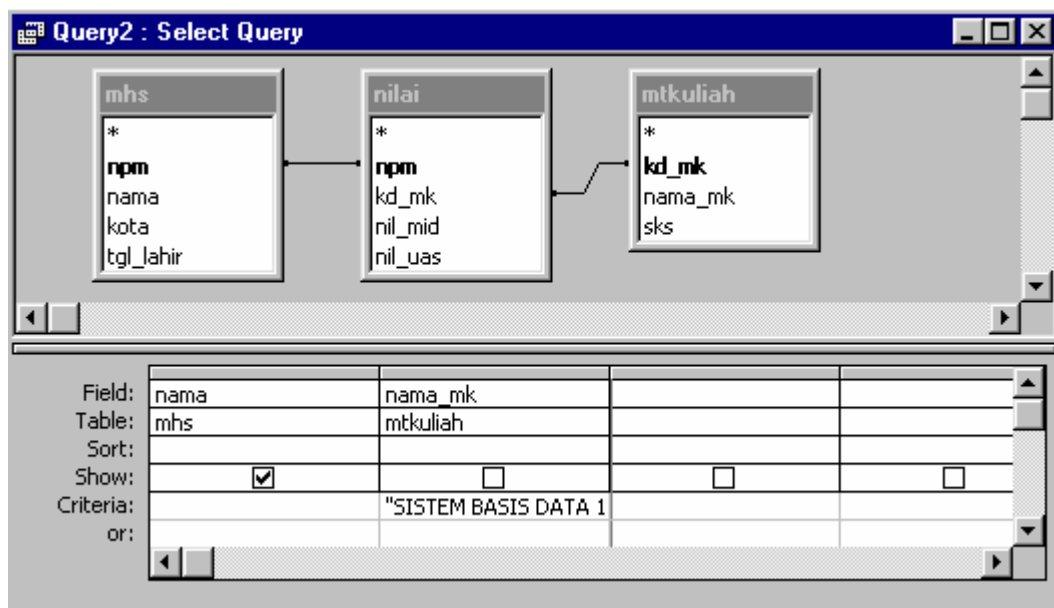 Query2 : Select Query
mhs
*
npm
nama
kota
tgl_lahir
nilai
*
npm
kd_mk
nil_mid
nil_uas
mtkuliah
*
kd_mk
nama_mk
sks
Field: nama nama_mk
Table: mhs mtkuliah
Sort:
Show:
Criteria: "SISTEM BASIS DATA 1
or: